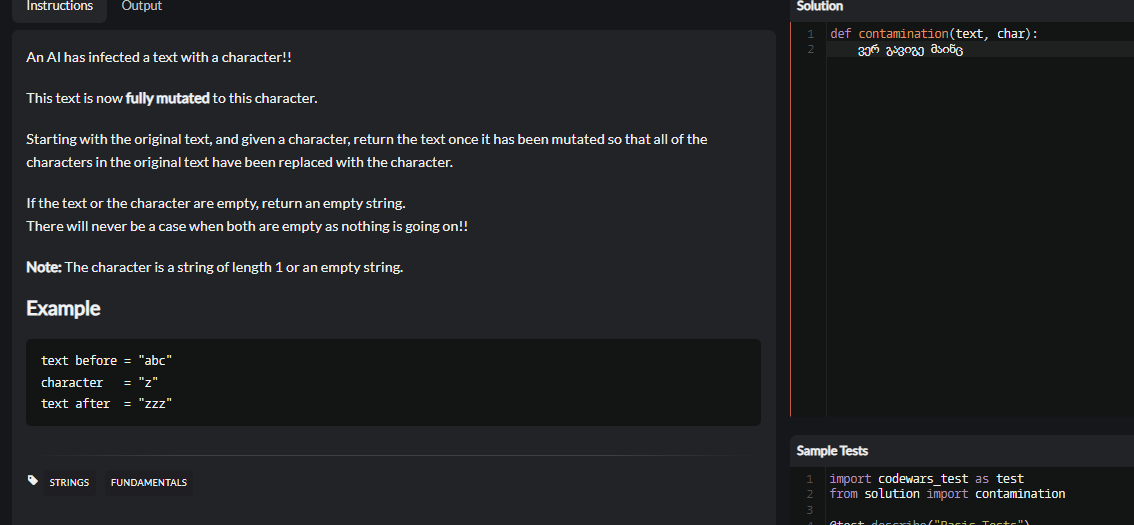 Instructions Output
An AI has infected a text with a character!!
This text is now fully mutated to this character.
Starting with the original text, and given a character, return the text once it has been mutated so that all of the
characters in the original text have been replaced with the character.
If the text or the character are empty, return an empty string.
There will never be a case when both are empty as nothing is going on!!
Note: The character is a string of length 1 or an empty string.
Example
text before = "abc"
character = "z"
text after = "zzz"
STRINGS FUNDAMENTALS
Solution
1 def contamination(text, char):
2 ვერ გავიგე მაინც
Sample Tests
1 import codewars_test as test
2 from solution import contamination
3
4 @test.describe("Basic Tests")